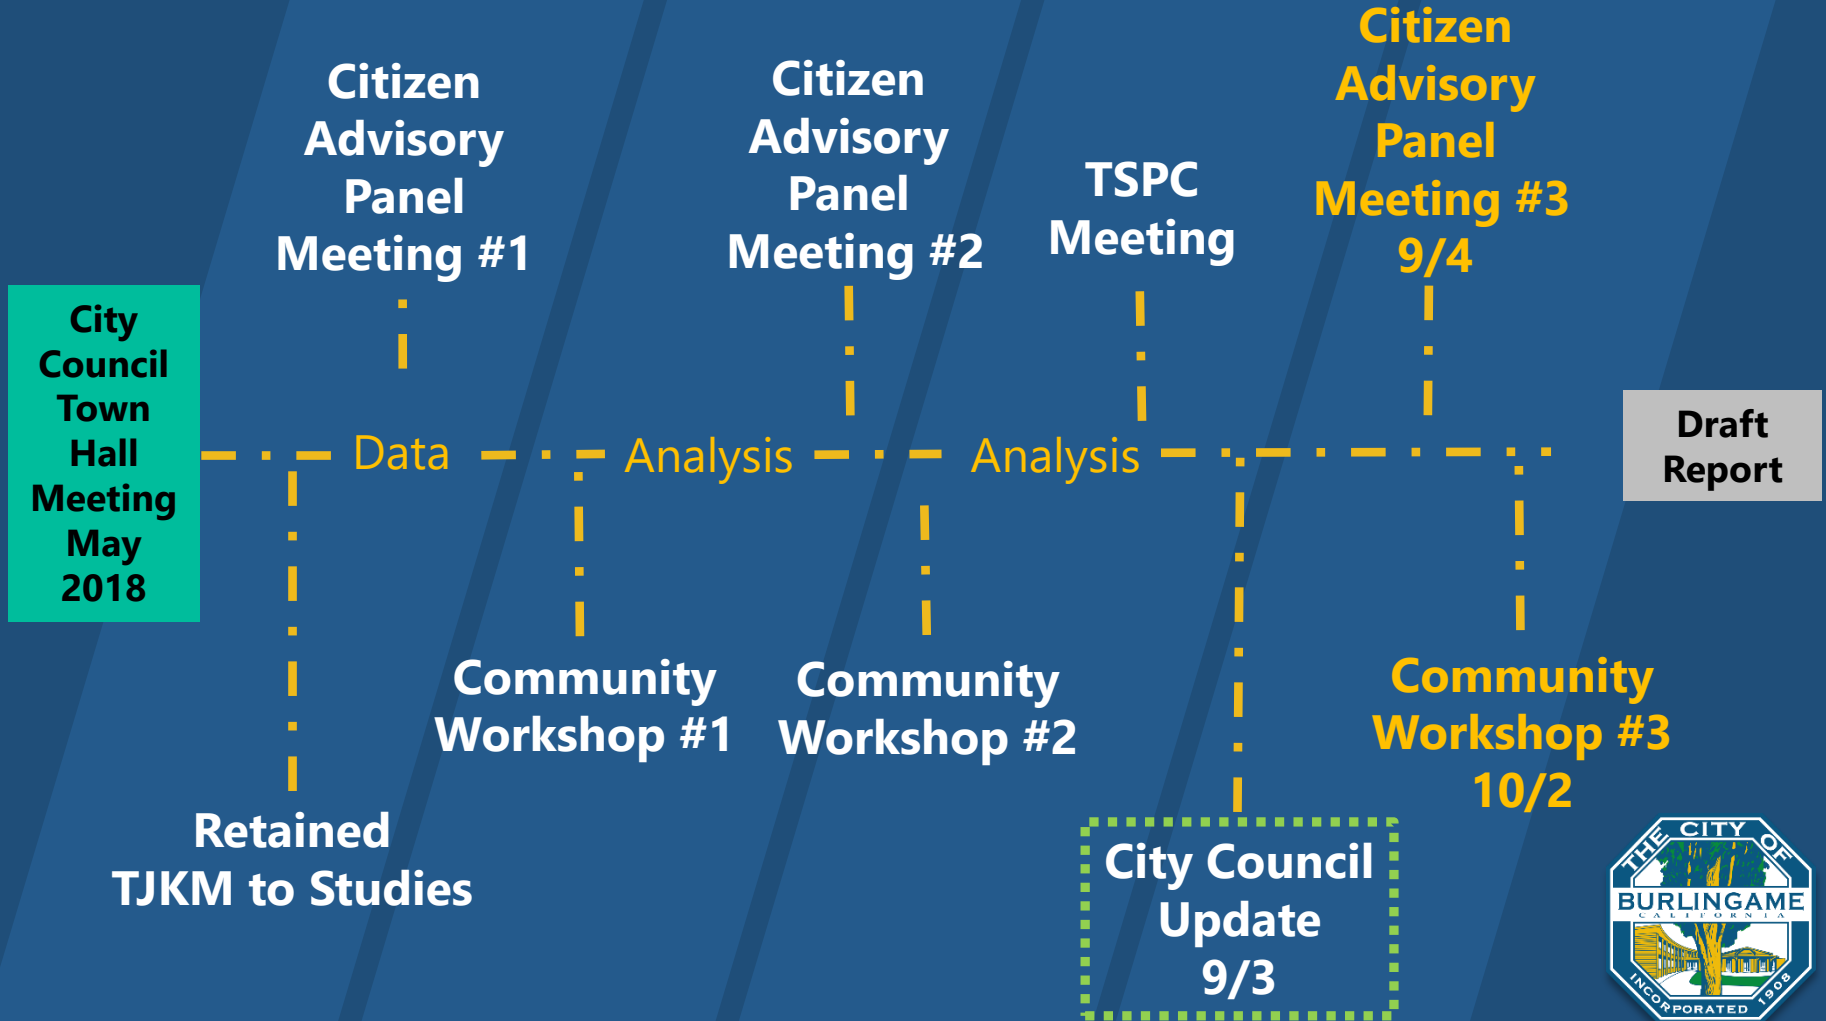 City
Council
Town
Hall
Meeting
May
2018
Citizen
Advisory
Panel
Meeting #1
Citizen
Advisory
Panel
Meeting #2
TSPC
Meeting
Citizen
Advisory
Panel
Meeting #3
9/4
Data
Analysis
Analysis
Draft
Report
Retained
TJKM to Studies
Community
Workshop #1
Community
Workshop #2
City Council
Update
9/3
Community
Workshop #3
10/2
THE CITY OF
BURLINGAME
CALIFORNIA
INCORPORATED 1908